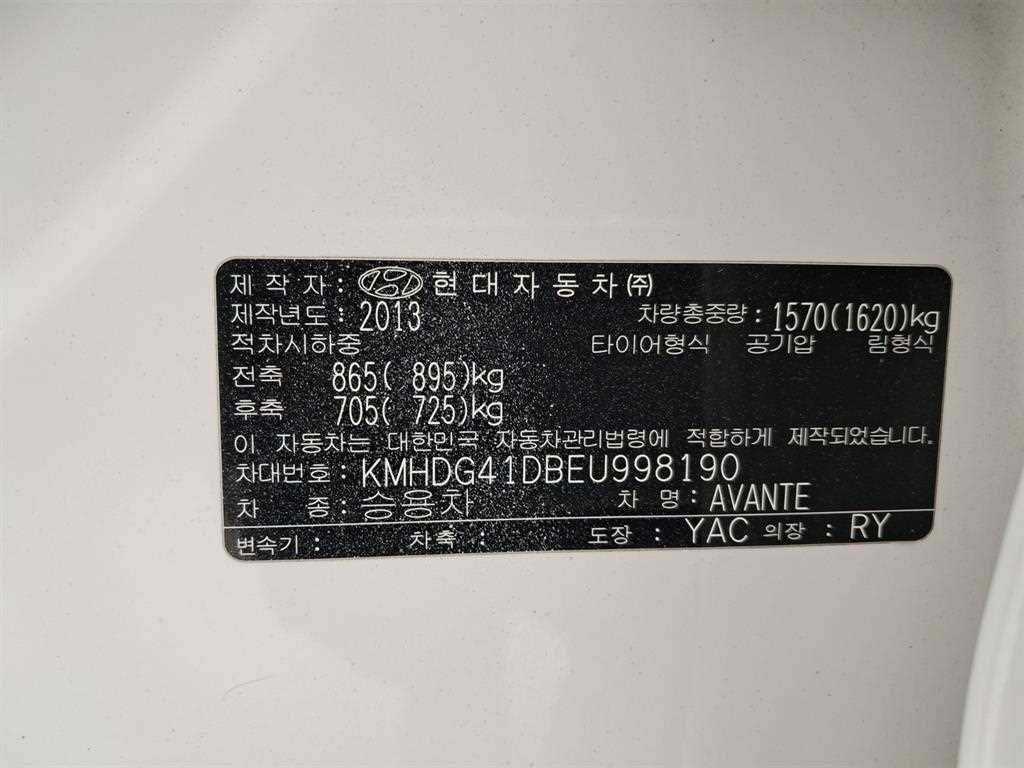 제 작 자 : 현대자동차㈜
제작년도 : 2013 차량총중량 : 1570(1620)kg
적차시하중 타이어형식 공기압 림형식
전축 865( 895)kg
후축 705( 725)kg
이 자동차는 대한민국 자동차관리법령에 적합하게 제작되었습니다.
차대번호 : KMHDG41DBEU998190
차 종 : 승용차 차 명 : AVANTE
변속기 : 차축 : 도장 : YAC 의장 : RY